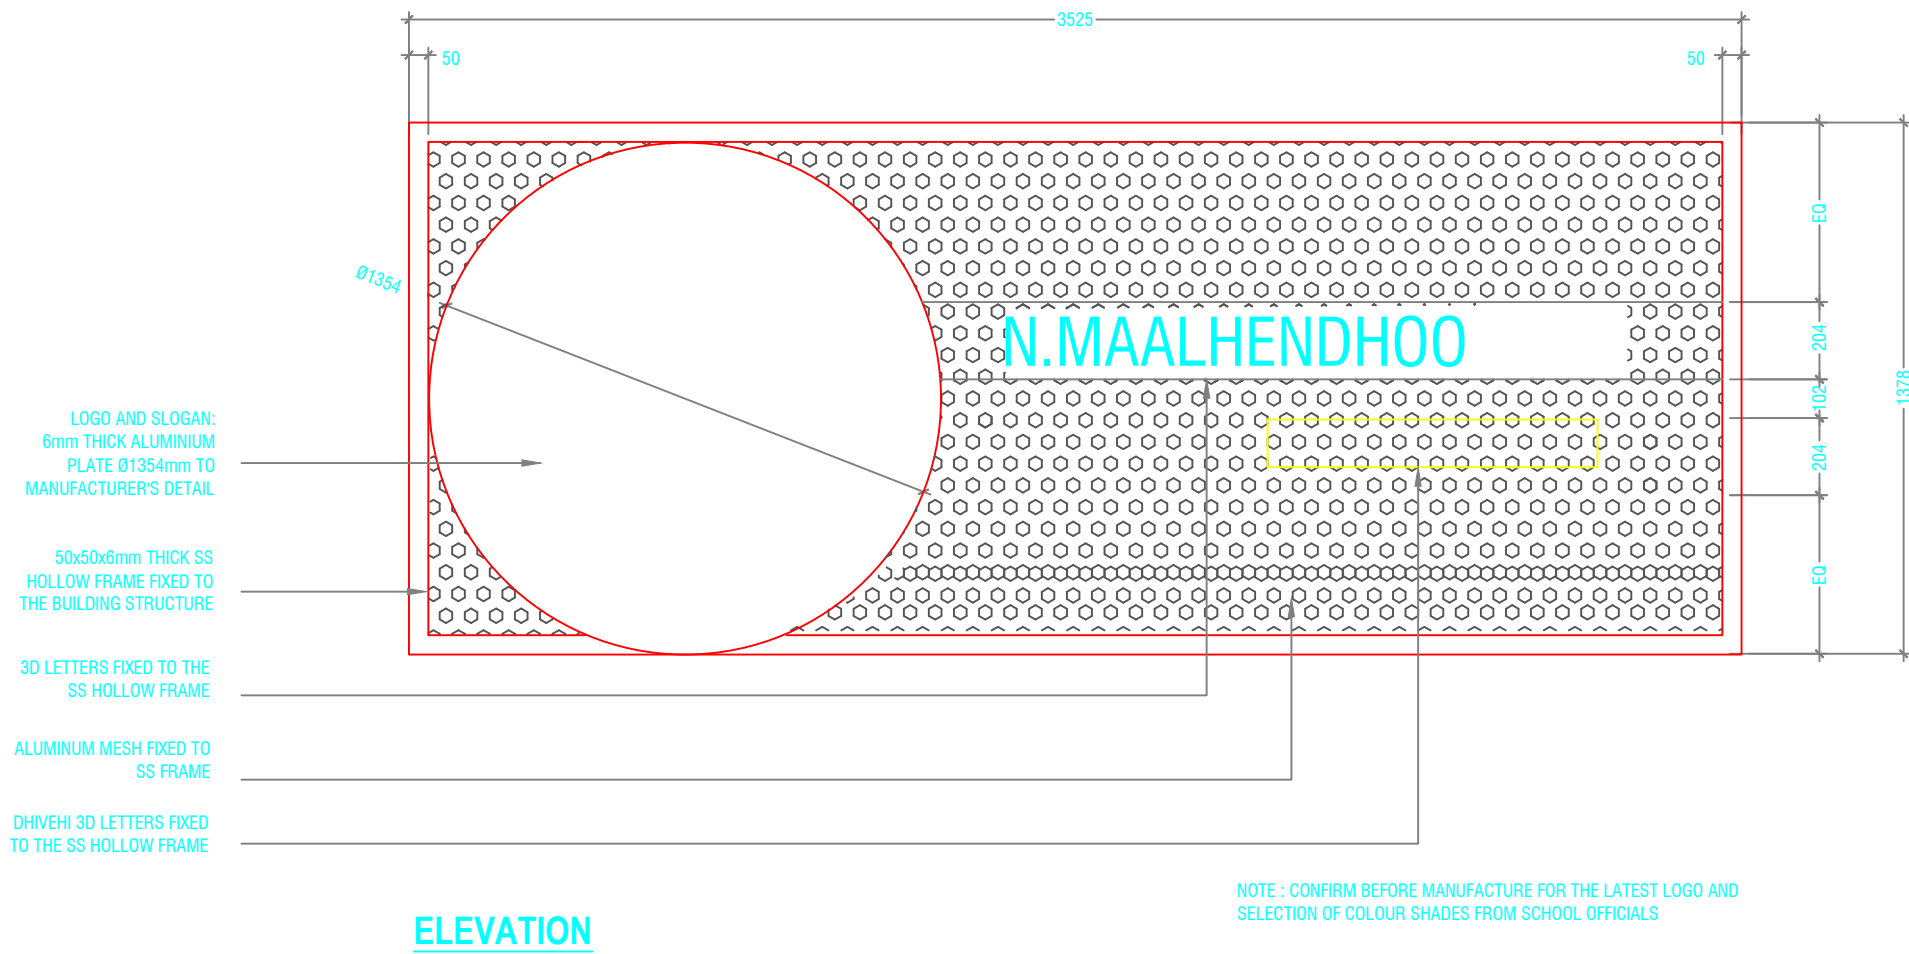 3525
50
50
EQ
Ø1354
N.MAALHENDHOO
204
1378
102
LOGO AND SLOGAN:
6mm THICK ALUMINIUM
PLATE Ø1354mm TO
MANUFACTURER'S DETAIL
204
50x50x6mm THICK SS
HOLLOW FRAME FIXED TO
THE BUILDING STRUCTURE
EQ
3D LETTERS FIXED TO THE
SS HOLLOW FRAME
ALUMINUM MESH FIXED TO
SS FRAME
DHIVEHI 3D LETTERS FIXED
TO THE SS HOLLOW FRAME
NOTE : CONFIRM BEFORE MANUFACTURE FOR THE LATEST LOGO AND
SELECTION OF COLOUR SHADES FROM SCHOOL OFFICIALS
ELEVATION